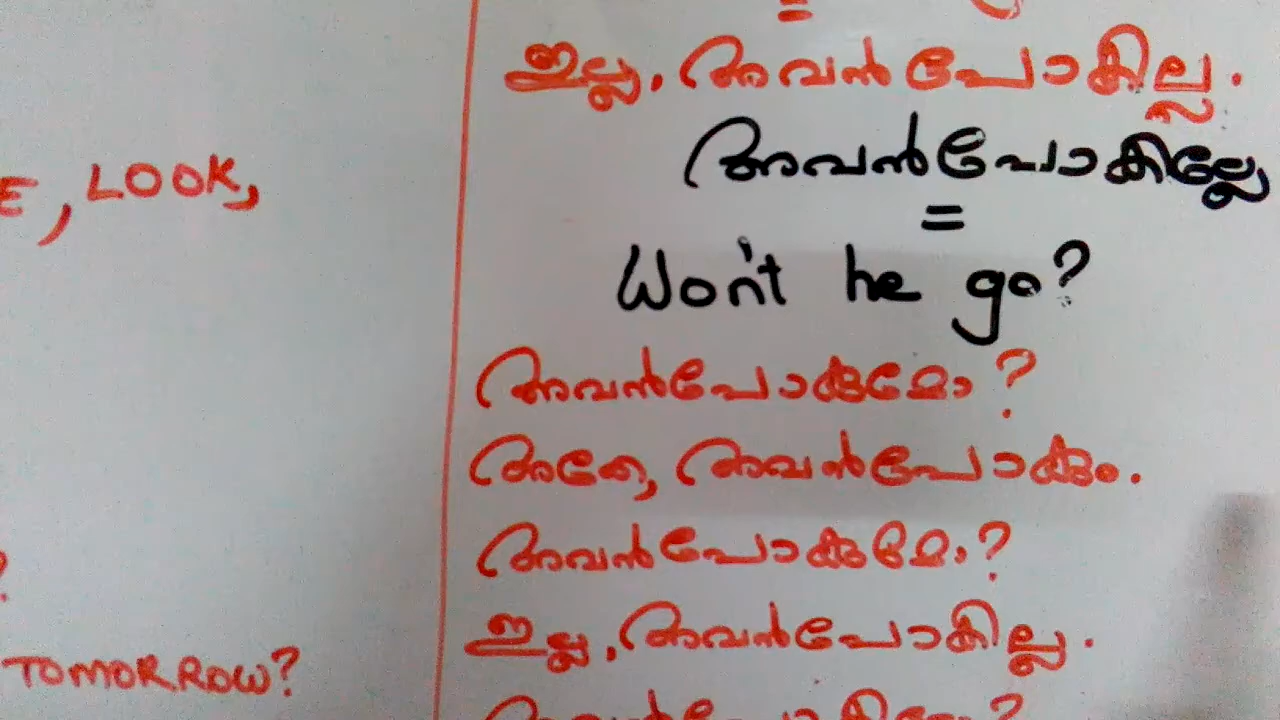 E, LOOK,
TOMORROW?
ഇല്ല, അവൻ പോകില്ല.
അവൻ പോകില്ലേ
=
Won't he go?
അവൻ പോകുമോ?
അതേ, അവൻ പോകും.
അവൻ പോകുമോ?
ഇല്ല, അവൻ പോകില്ല.